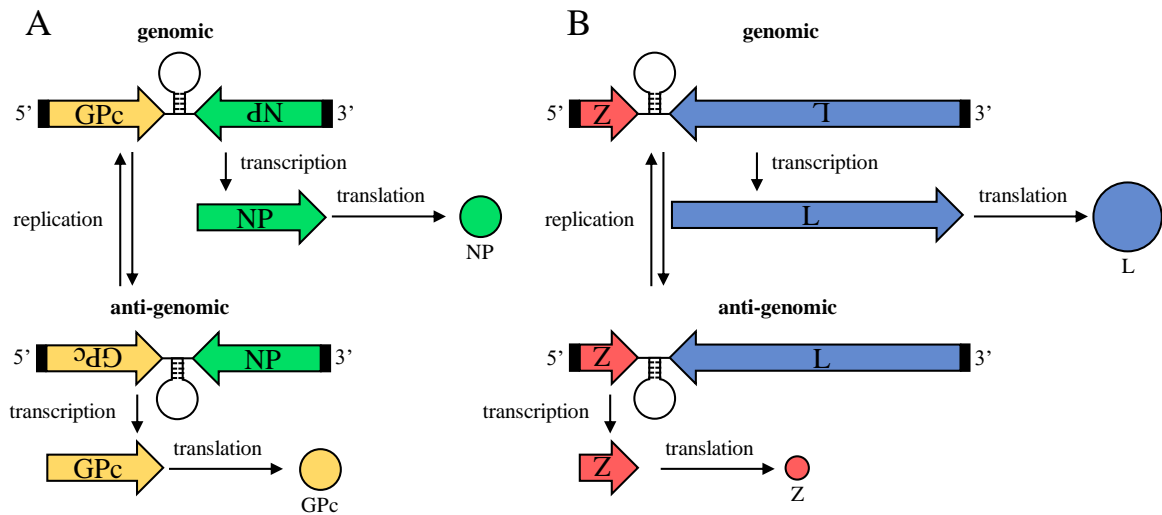 A
genomic
5’
GPc
NP
3’
transcription
NP
translation
NP
replication
anti-genomic
5’
GPc
NP
3’
transcription
GPc
translation
GPc
B
genomic
5’
Z
L
3’
transcription
L
translation
L
replication
anti-genomic
5’
Z
L
3’
transcription
Z
translation
Z